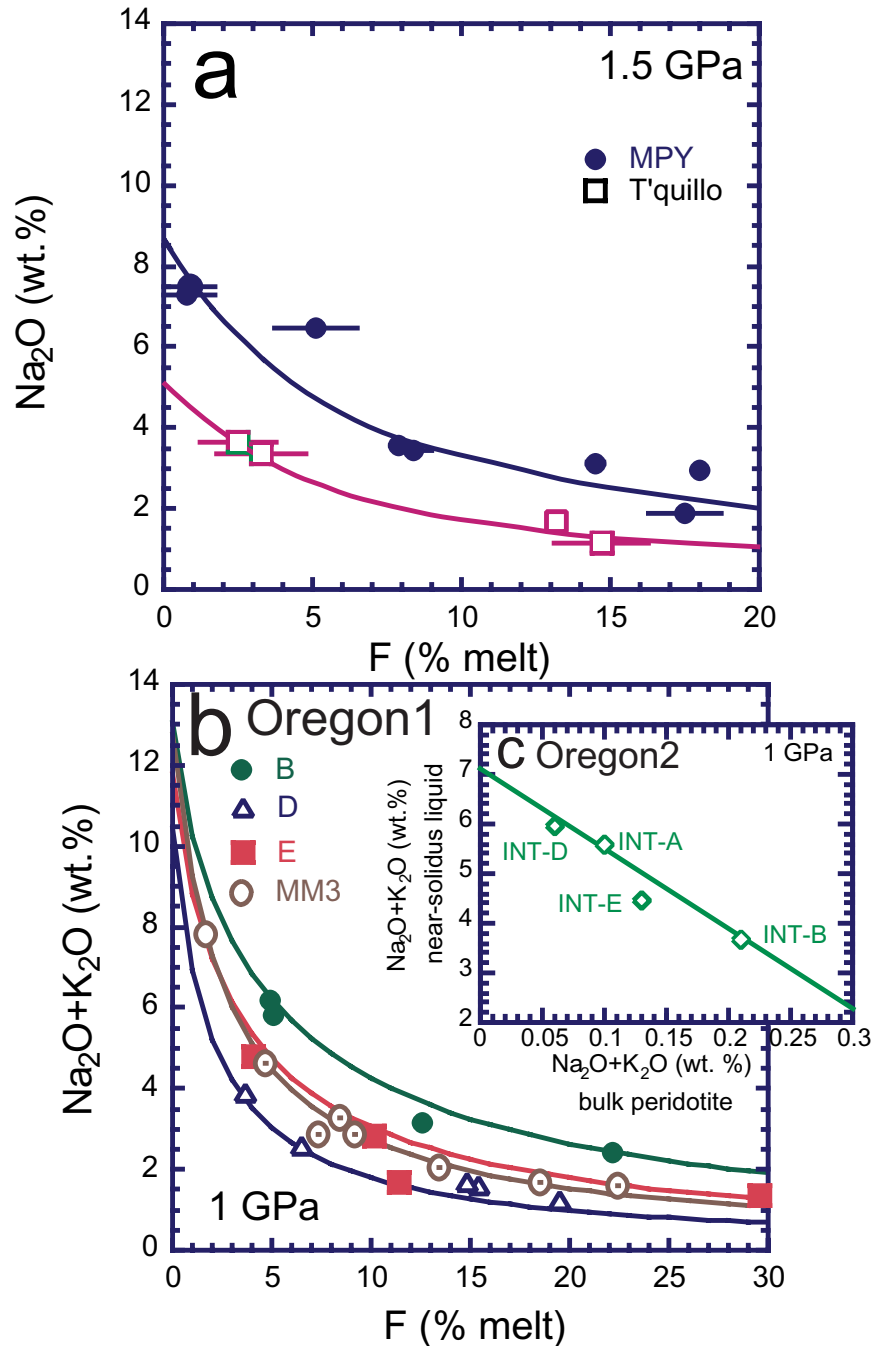 a
1.5 GPa
MPY
T'quillo
Na₂O (wt.%)
14
12
10
8
6
4
2
0
0 5 10 15 20
F (% melt)
b Oregon1
B
D
E
MM3
1 GPa
Na₂O+K₂O (wt.%)
14
12
10
8
6
4
2
0
0 5 10 15 20 25 30
F (% melt)
c Oregon2
1 GPa
Na₂O+K₂O (wt.%)
near-solidus liquid
8
7
6
5
4
3
2
INT-D
INT-A
INT-E
INT-B
0 0.05 0.1 0.15 0.2 0.25 0.3
Na₂O+K₂O (wt. %)
bulk peridotite